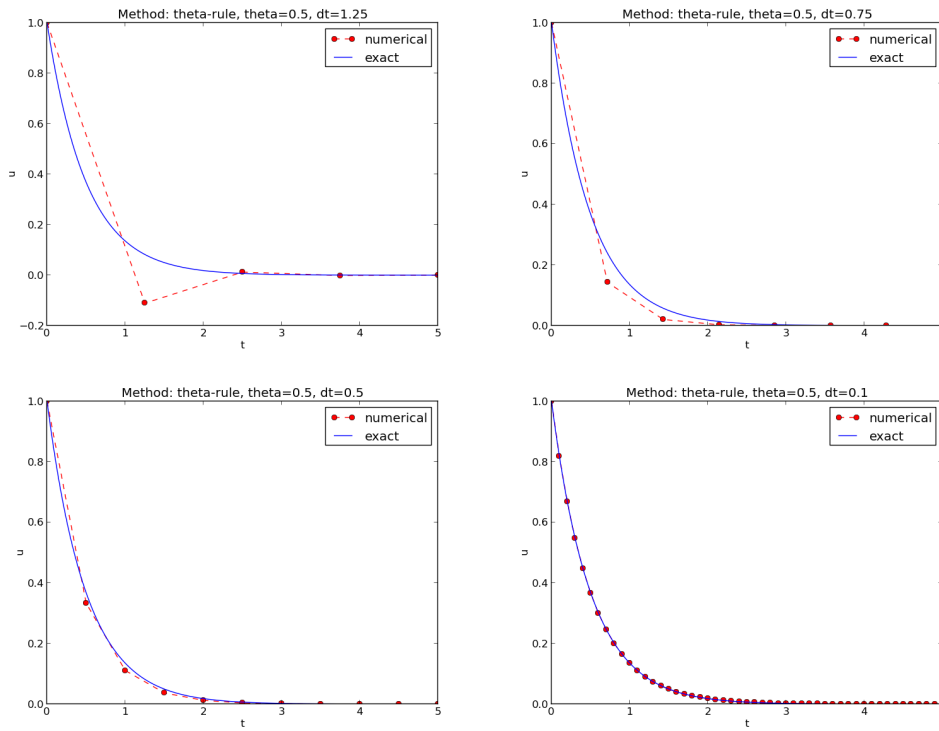 Method: theta-rule, theta=0.5, dt=1.25
1.0
0.8
0.6
0.4
0.2
0.0
−0.2
u
0 1 2 3 4 5
t
numerical
exact
Method: theta-rule, theta=0.5, dt=0.75
1.0
0.8
0.6
0.4
0.2
0.0
u
0 1 2 3 4
t
numerical
exact
Method: theta-rule, theta=0.5, dt=0.5
1.0
0.8
0.6
0.4
0.2
0.0
u
0 1 2 3 4 5
t
numerical
exact
Method: theta-rule, theta=0.5, dt=0.1
1.0
0.8
0.6
0.4
0.2
0.0
u
0 1 2 3 4
t
numerical
exact